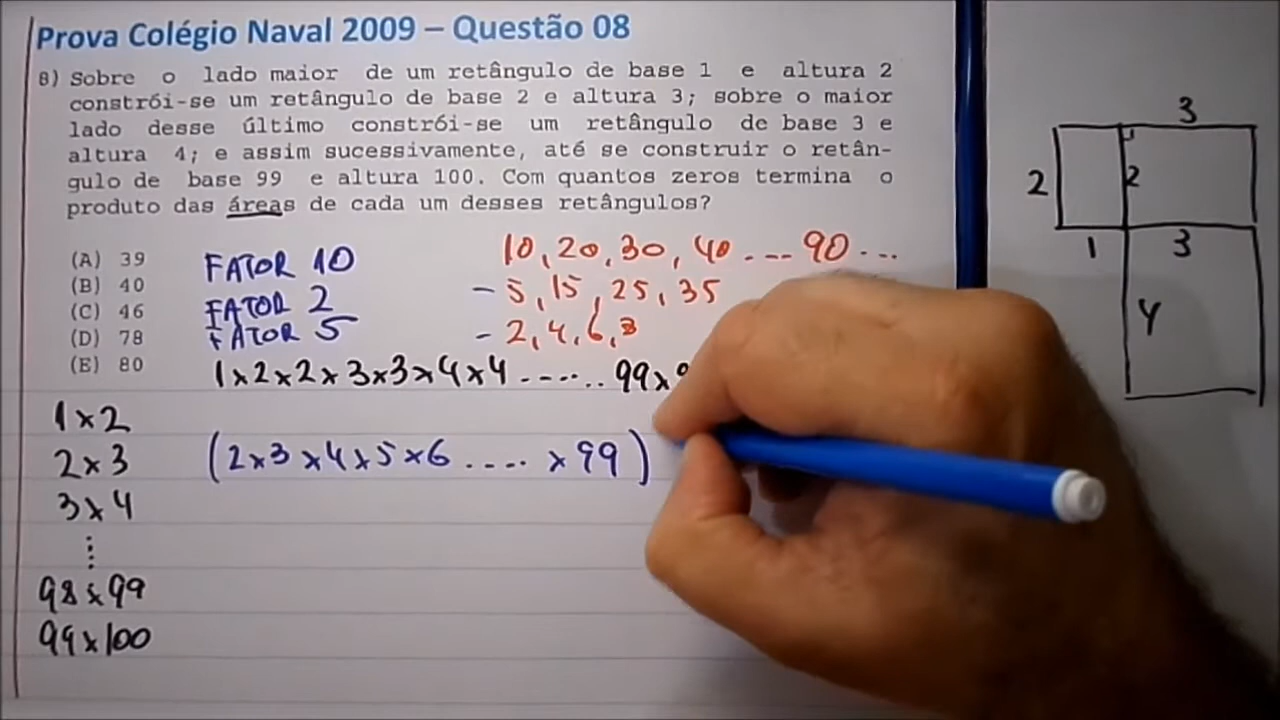 Prova Colégio Naval 2009 – Questão 08
8) Sobre o lado maior de um retângulo de base 1 e altura 2
constrói-se um retângulo de base 2 e altura 3; sobre o maior
lado desse último constrói-se um retângulo de base 3 e
altura 4; e assim sucessivamente, até se construir o retân-
gulo de base 99 e altura 100. Com quantos zeros termina o
produto das áreas de cada um desses retângulos?
(A) 39
(B) 40
(C) 46
(D) 78
(E) 80
FATOR 10
FATOR 2
FATOR 5
10, 20, 30, 40 .... 90 ...
- 5, 15, 25, 35
- 2, 4, 6, 8
1 x 2 x 2 x 3 x 3 x 4 x 4 ...... 99 x
(2 x 3 x 4 x 5 x 6 .... x 99)
1 x 2
2 x 3
3 x 4
⋮
98 x 99
99 x 100
3
2
2
1
3
4